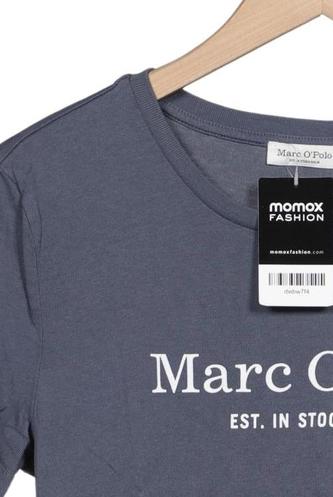 Marc O'Polo
momox
FASHION
momoxfashion.com
Marc O
EST. IN STOC